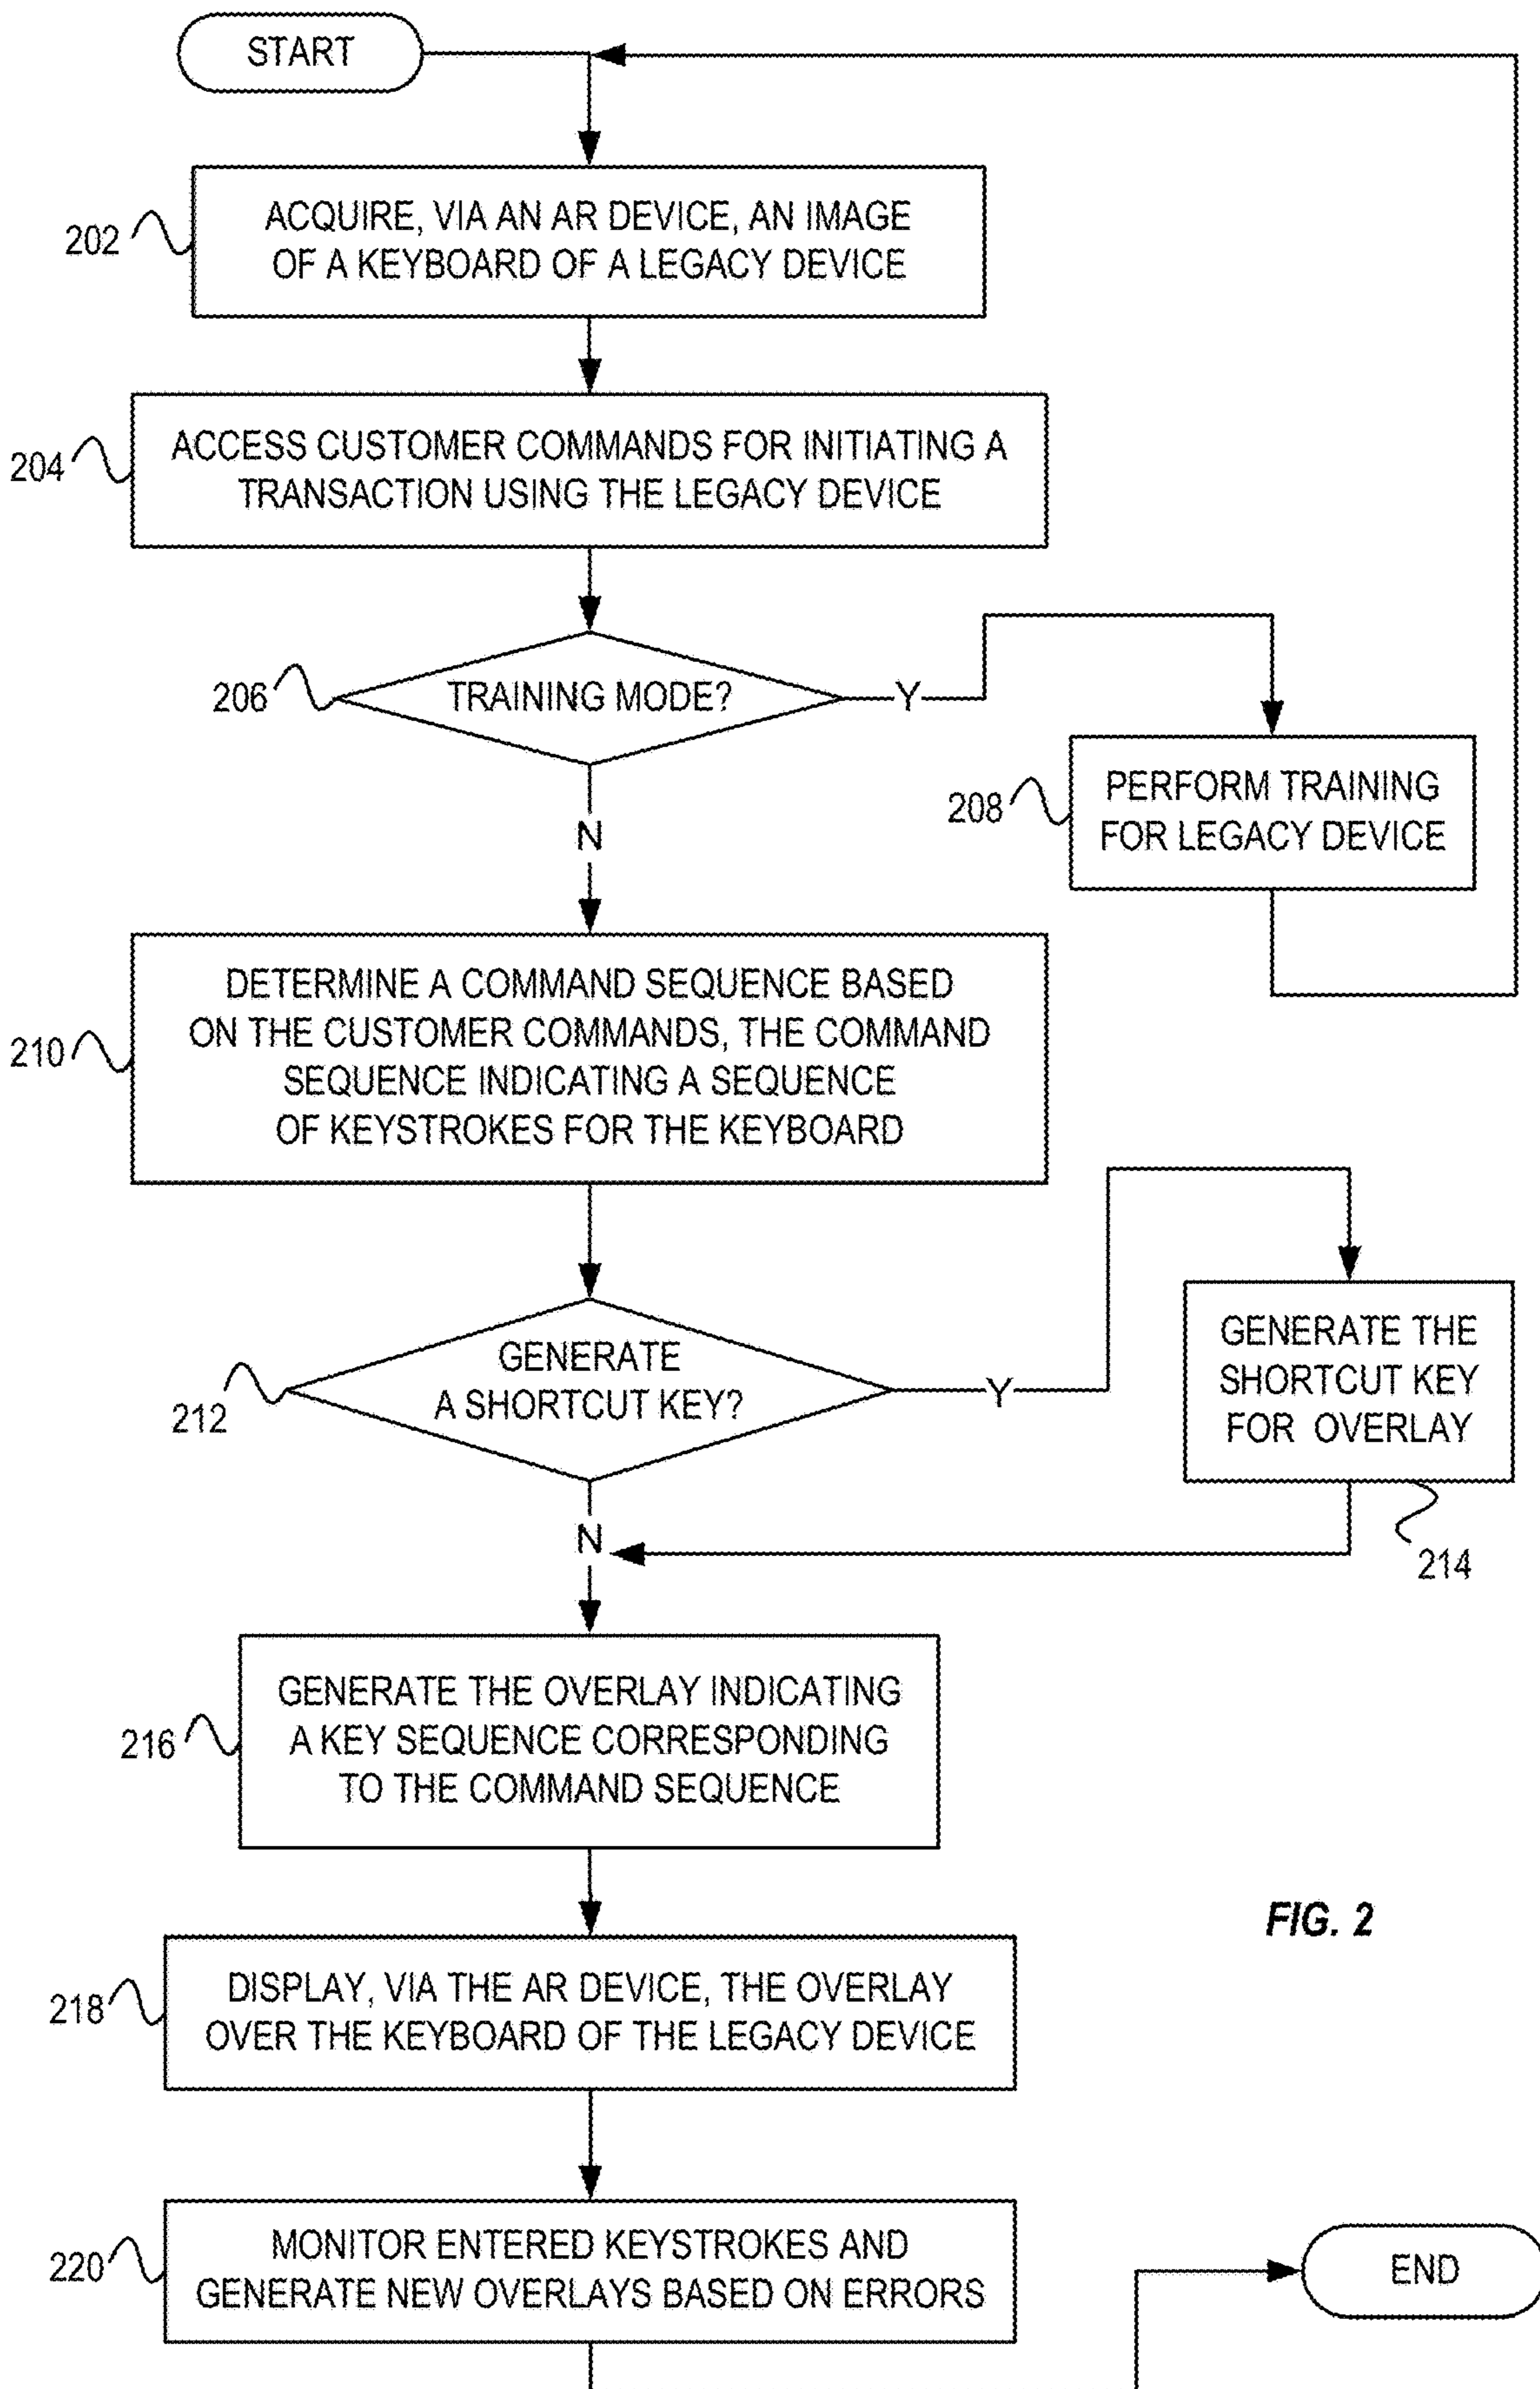 START
202
ACQUIRE, VIA AN AR DEVICE, AN IMAGE
OF A KEYBOARD OF A LEGACY DEVICE
204
ACCESS CUSTOMER COMMANDS FOR INITIATING A
TRANSACTION USING THE LEGACY DEVICE
206
TRAINING MODE?
Y
N
208
PERFORM TRAINING
FOR LEGACY DEVICE
210
DETERMINE A COMMAND SEQUENCE BASED
ON THE CUSTOMER COMMANDS, THE COMMAND
SEQUENCE INDICATING A SEQUENCE
OF KEYSTROKES FOR THE KEYBOARD
212
GENERATE
A SHORTCUT KEY?
Y
N
GENERATE THE
SHORTCUT KEY
FOR OVERLAY
214
216
GENERATE THE OVERLAY INDICATING
A KEY SEQUENCE CORRESPONDING
TO THE COMMAND SEQUENCE
FIG. 2
218
DISPLAY, VIA THE AR DEVICE, THE OVERLAY
OVER THE KEYBOARD OF THE LEGACY DEVICE
220
MONITOR ENTERED KEYSTROKES AND
GENERATE NEW OVERLAYS BASED ON ERRORS
END